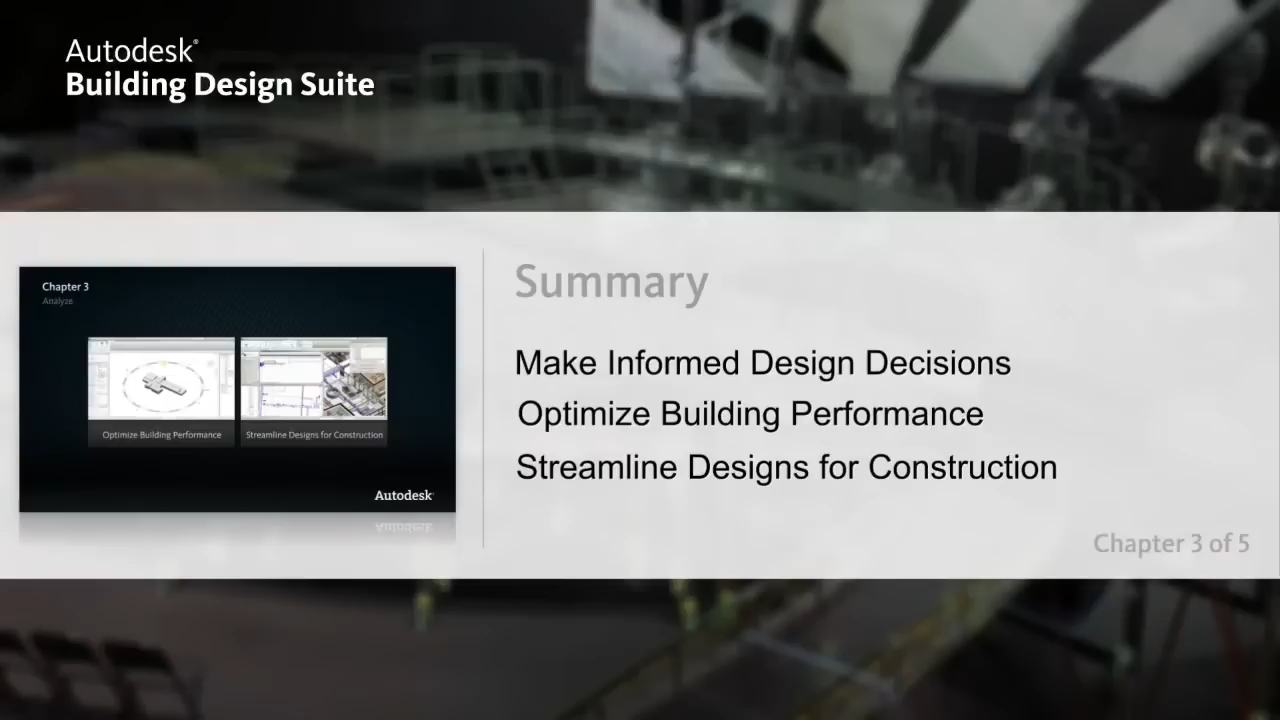 Autodesk®
Building Design Suite
Chapter 3
Analyze
Optimize Building Performance
Streamline Designs for Construction
Autodesk
Summary
Make Informed Design Decisions
Optimize Building Performance
Streamline Designs for Construction
Chapter 3 of 5